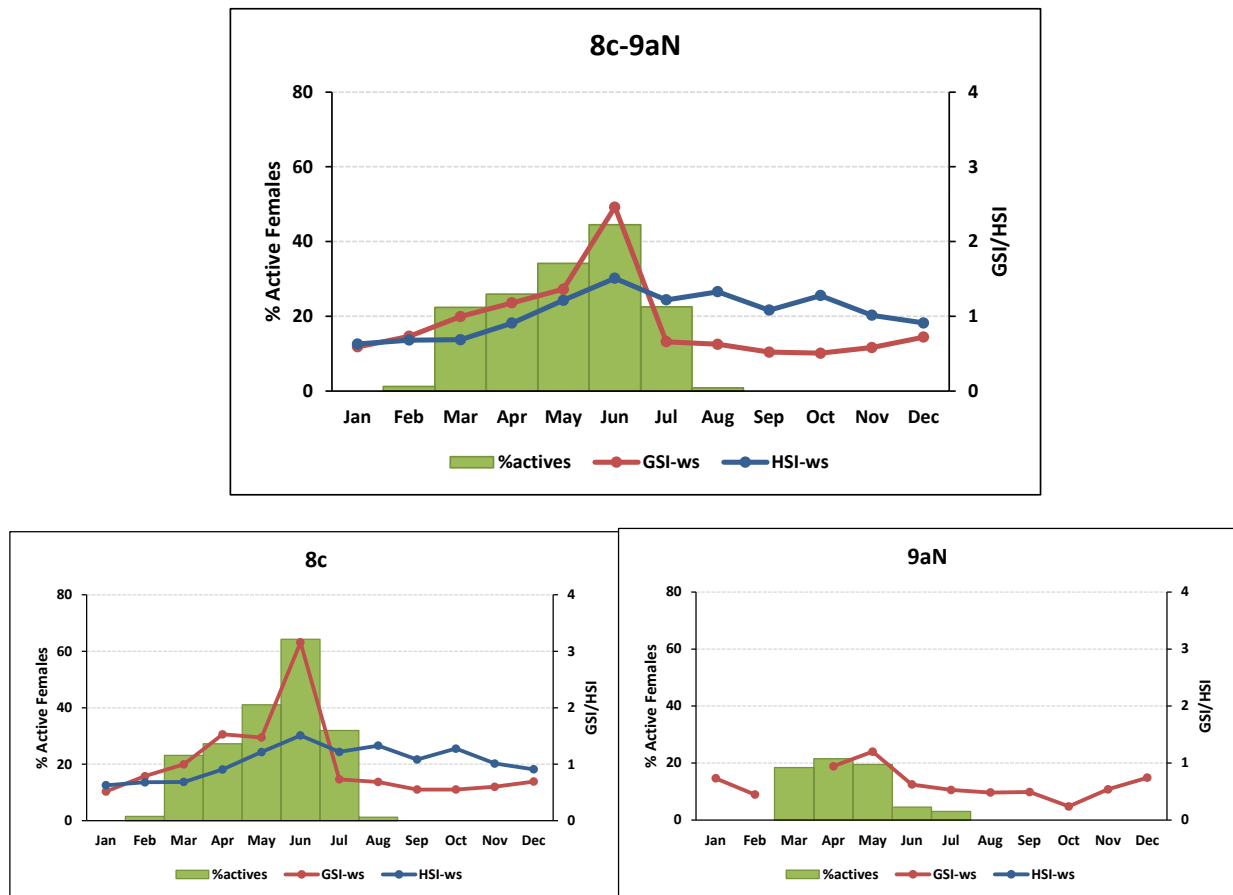 8c-9aN
80
60
40
20
0
% Active Females
4
3
2
1
0
GSI/HSI
Jan Feb Mar Apr May Jun Jul Aug Sep Oct Nov Dec
%actives GSI-ws HSI-ws
8c
80
60
40
20
0
% Active Females
4
3
2
1
0
GSI/HSI
Jan Feb Mar Apr May Jun Jul Aug Sep Oct Nov Dec
%actives GSI-ws HSI-ws
9aN
80
60
40
20
0
% Active Females
4
3
2
1
0
GSI/HSI
Jan Feb Mar Apr May Jun Jul Aug Sep Oct Nov Dec
%actives GSI-ws HSI-ws